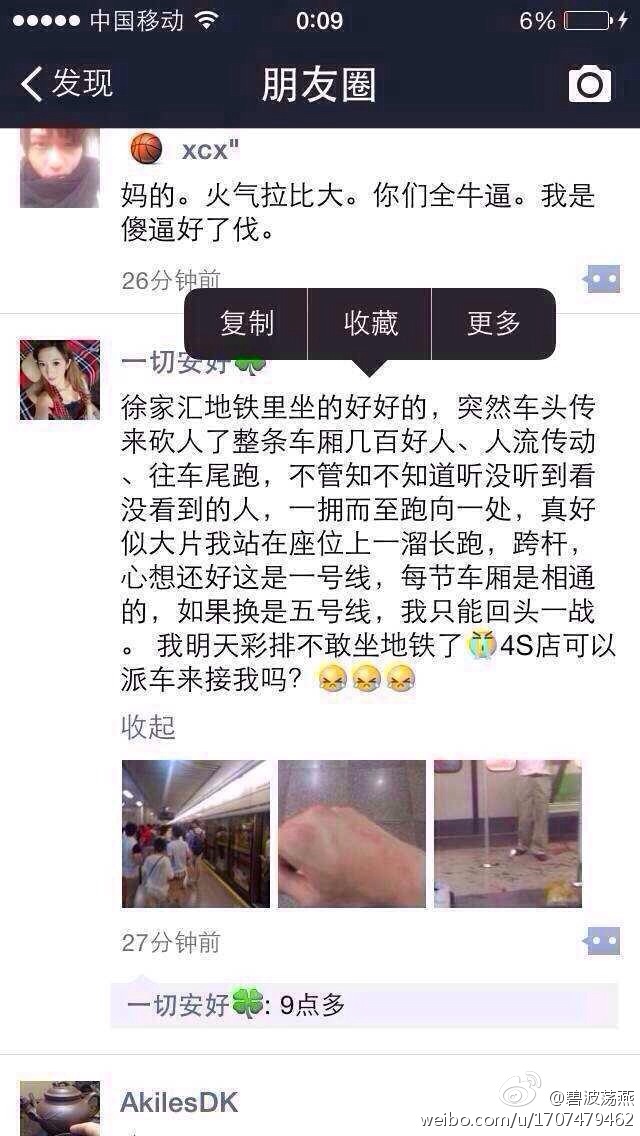 中国移动 0:09 6%
发现 朋友圈
xcx"
妈的。火气拉比大。你们全牛逼。我是
傻逼好了伐。
26分钟前
复制 收藏 更多
一切安好
徐家汇地铁里坐的好好的，突然车头传
来砍人了整条车厢几百好人、人流传动
、往车尾跑，不管知不知道听没听到看
没看到的人，一拥而至跑向一处，真好
似大片我站在座位上一溜长跑，跨杆，
心想还好这是一号线，每节车厢是相通
的，如果换是五号线，我只能回头一战
。 我明天彩排不敢坐地铁了😭4S店可以
派车来接我吗？😭😭😭
收起
27分钟前
一切安好🍀: 9点多
AkilesDK
@碧波荡燕
weibo.com/u/1707479462